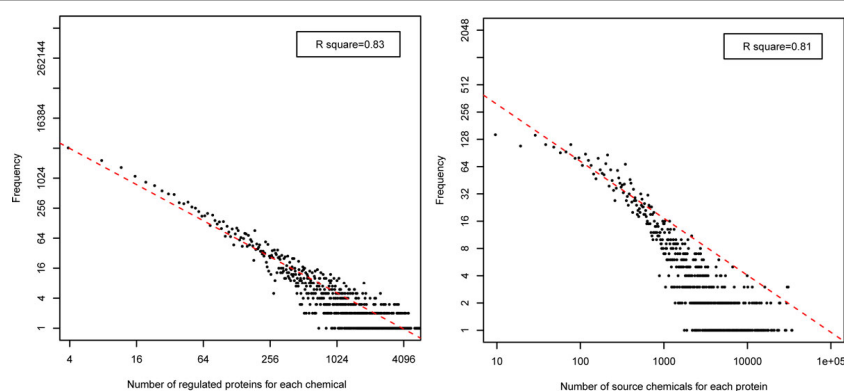 R square=0.83
Frequency
262144
16384
1024
256
64
16
4
1
4 16 64 256 1024 4096
Number of regulated proteins for each chemical
R square=0.81
Frequency
2048
512
256
128
64
32
16
8
4
2
1
10 100 1000 10000 1e+05
Number of source chemicals for each protein